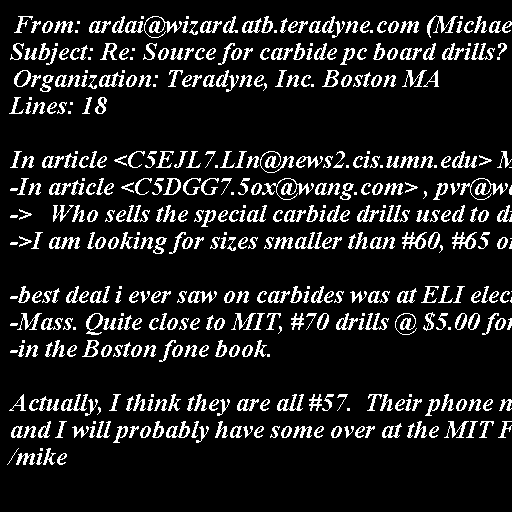 From: ardai@wizard.atb.teradyne.com (Michae
Subject: Re: Source for carbide pc board drills?
Organization: Teradyne, Inc. Boston MA
Lines: 18
In article <C5EJL7.LIn@news2.cis.umn.edu> M
-In article <C5DGG7.5ox@wang.com> , pvr@wa
->   Who sells the special carbide drills used to d
->I am looking for sizes smaller than #60, #65 o
-best deal i ever saw on carbides was at ELI elec
-Mass. Quite close to MIT, #70 drills @ $5.00 for
-in the Boston fone book.
Actually, I think they are all #57.  Their phone n
and I will probably have some over at the MIT F
/mike